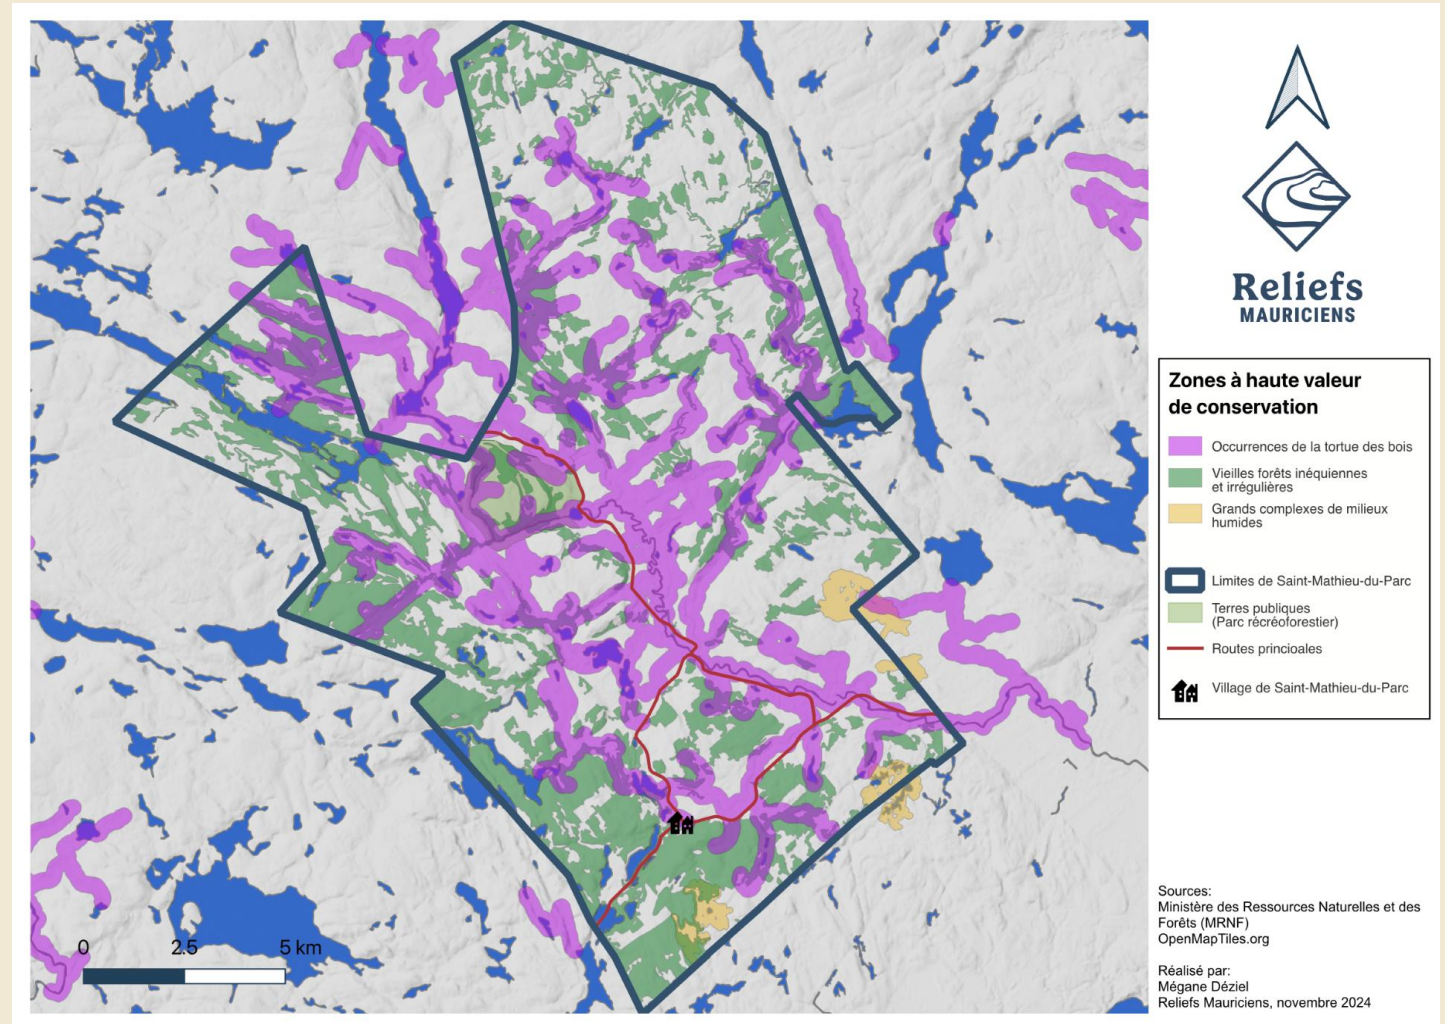 Reliefs
MAURICIENS
Zones à haute valeur
de conservation
Occurrences de la tortue des bois
Vieilles forêts inéquiennes
et irrégulières
Grands complexes de milieux
humides
Limites de Saint-Mathieu-du-Parc
Terres publiques
(Parc récréoforestier)
Routes princioales
Village de Saint-Mathieu-du-Parc
0 2.5 5 km
Sources:
Ministère des Ressources Naturelles et des
Forêts (MRNF)
OpenMapTiles.org
Réalisé par:
Mégane Déziel
Reliefs Mauriciens, novembre 2024